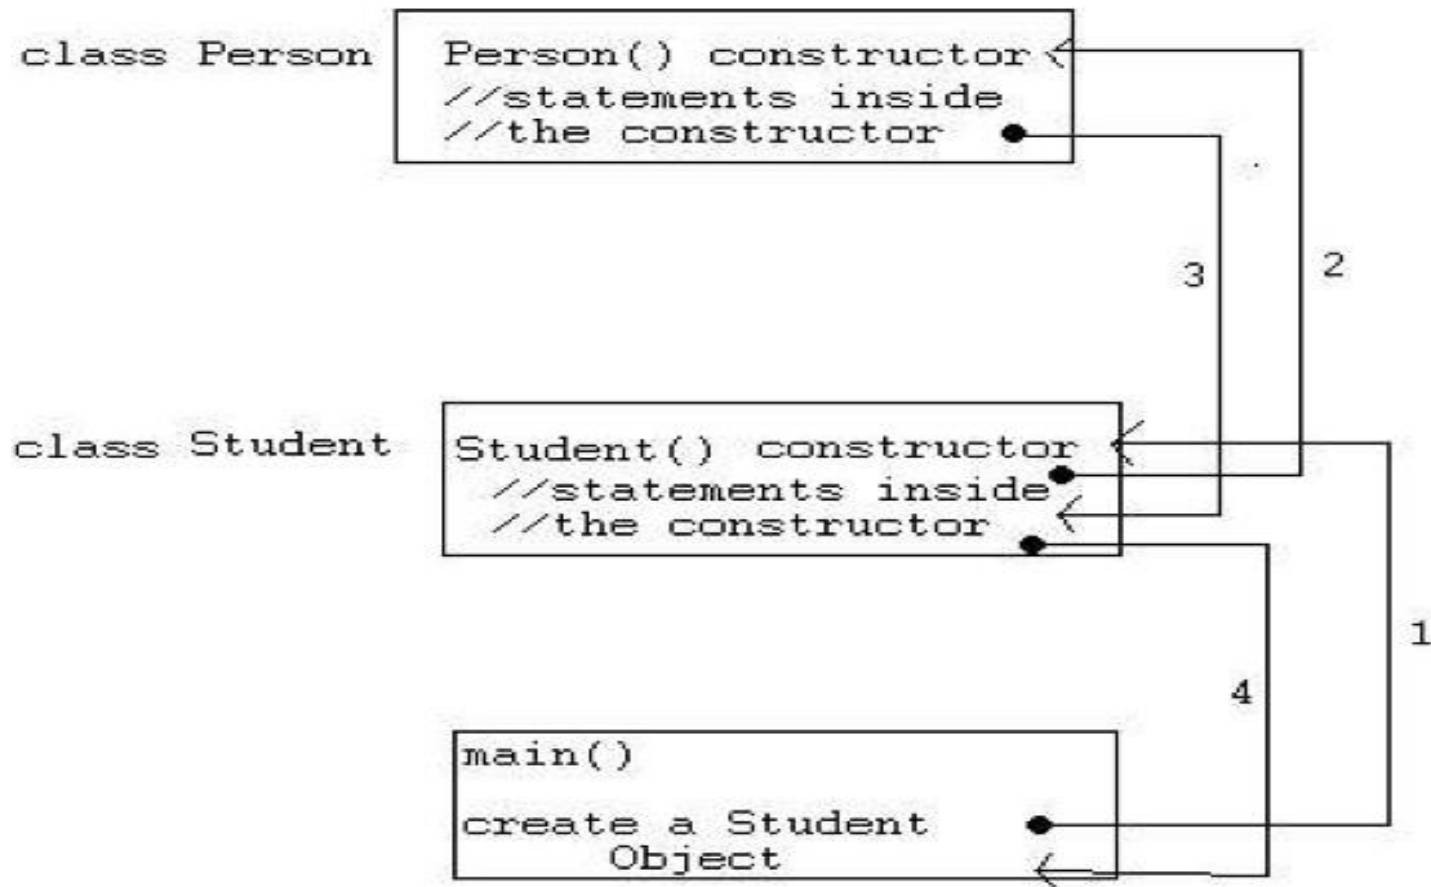 class Person
Person() constructor
//statements inside
//the constructor
3
2
class Student
Student() constructor
//statements inside
//the constructor
1
4
main()
create a Student
Object